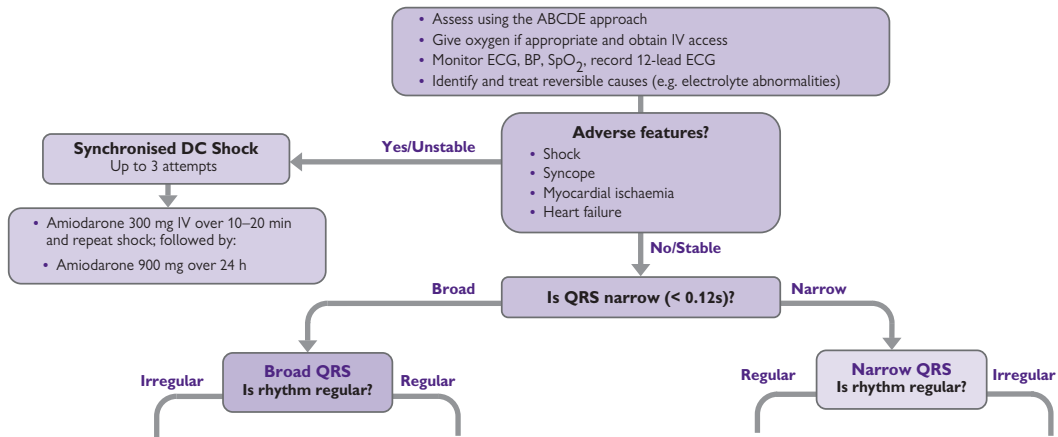 • Assess using the ABCDE approach
• Give oxygen if appropriate and obtain IV access
• Monitor ECG, BP, SpO2, record 12-lead ECG
• Identify and treat reversible causes (e.g. electrolyte abnormalities)
Adverse features?
• Shock
• Syncope
• Myocardial ischaemia
• Heart failure
Yes/Unstable
Synchronised DC Shock
Up to 3 attempts
• Amiodarone 300 mg IV over 10–20 min
and repeat shock; followed by:
• Amiodarone 900 mg over 24 h
No/Stable
Is QRS narrow (< 0.12s)?
Broad
Narrow
Broad QRS
Is rhythm regular?
Irregular
Regular
Narrow QRS
Is rhythm regular?
Regular
Irregular